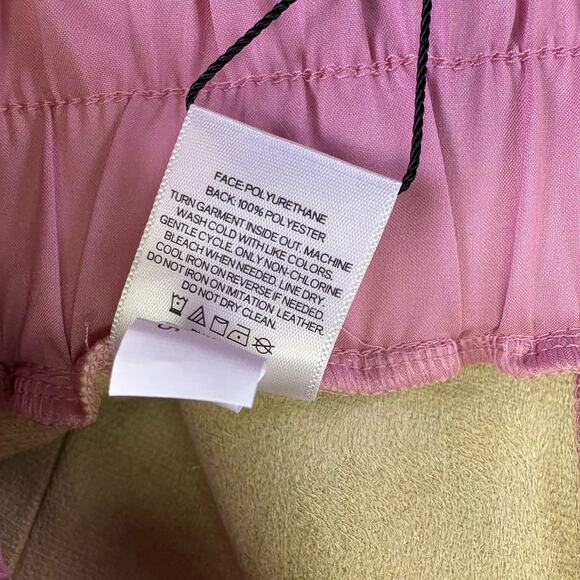 FACE: POLYURETHANE
BACK: 100% POLYESTER
TURN GARMENT INSIDE OUT. MACHINE
WASH COLD WITH LIKE COLORS.
GENTLE CYCLE. ONLY NON-CHLORINE
BLEACH WHEN NEEDED. LINE DRY.
COOL IRON ON REVERSE IF NEEDED.
DO NOT IRON ON IMITATION LEATHER.
DO NOT DRY CLEAN.